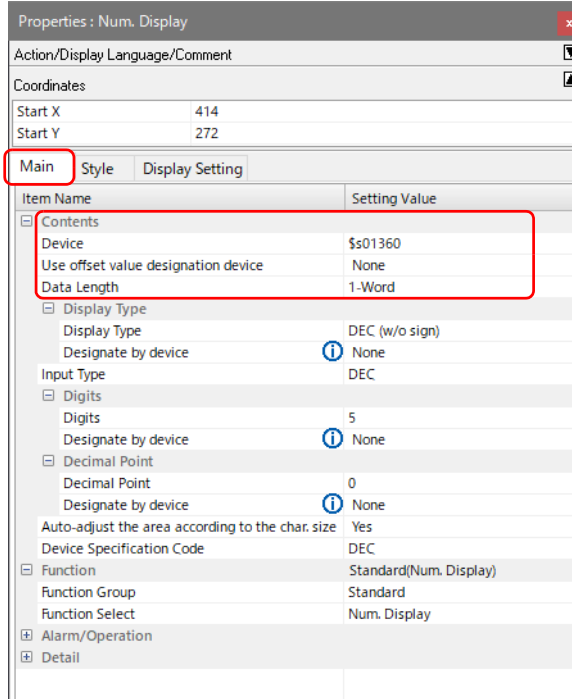 Properties : Num. Display
x
Action/Display Language/Comment
Coordinates
Start X 414
Start Y 272
Main Style Display Setting
Item Name Setting Value
Contents
Device $s01360
Use offset value designation device None
Data Length 1-Word
Display Type
Display Type DEC (w/o sign)
Designate by device i None
Input Type DEC
Digits
Digits 5
Designate by device i None
Decimal Point
Decimal Point 0
Designate by device i None
Auto-adjust the area according to the char. size Yes
Device Specification Code DEC
Function Standard(Num. Display)
Function Group Standard
Function Select Num. Display
Alarm/Operation
Detail